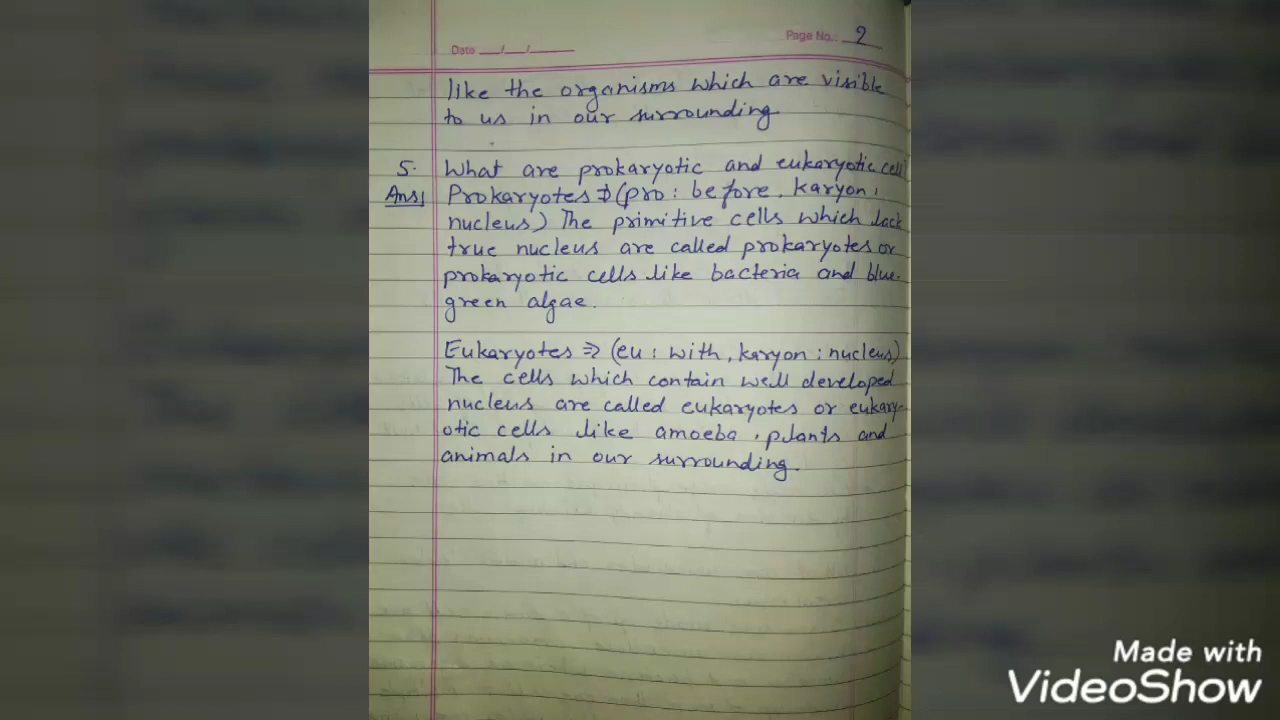 Date __/__/____ Page No.: 2
like the organisms which are visible
to us in our surrounding
5. What are prokaryotic and eukaryotic cell
Ans Prokaryotes ⇒ (pro : before, karyon :
nucleus) The primitive cells which lack
true nucleus are called prokaryotes or
prokaryotic cells like bacteria and blue-
green algae.
Eukaryotes ⇒ (eu : with, karyon : nucleus)
The cells which contain well developed
nucleus are called eukaryotes or eukary-
otic cells like amoeba, plants and
animals in our surrounding.
Made with
VideoShow